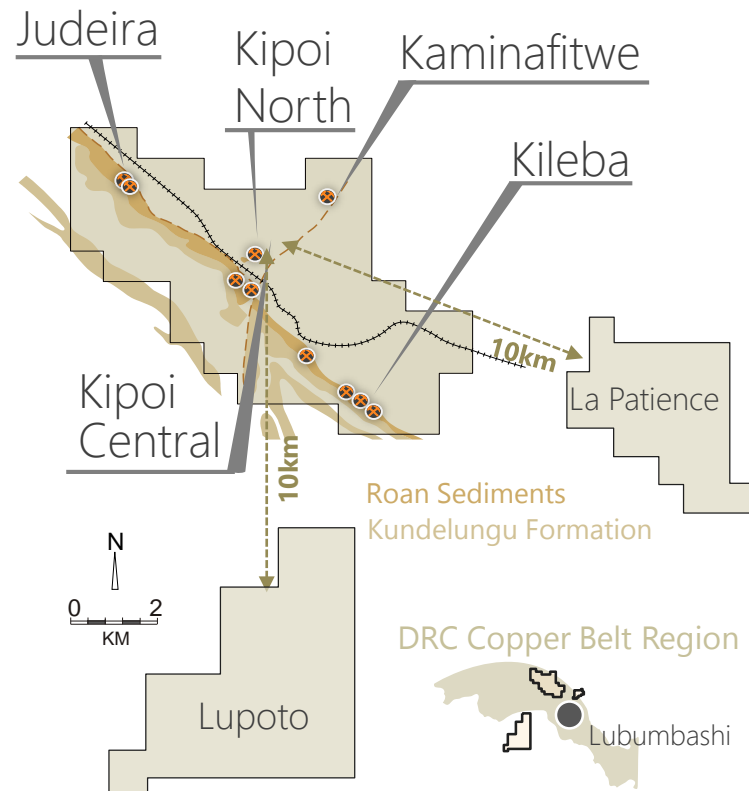 Judeira
Kipoi
North
Kaminafitwe
Kileba
10km
La Patience
Kipoi
Central
10km
Roan Sediments
Kundelungu Formation
N
0 2
KM
DRC Copper Belt Region
Lupoto
Lubumbashi